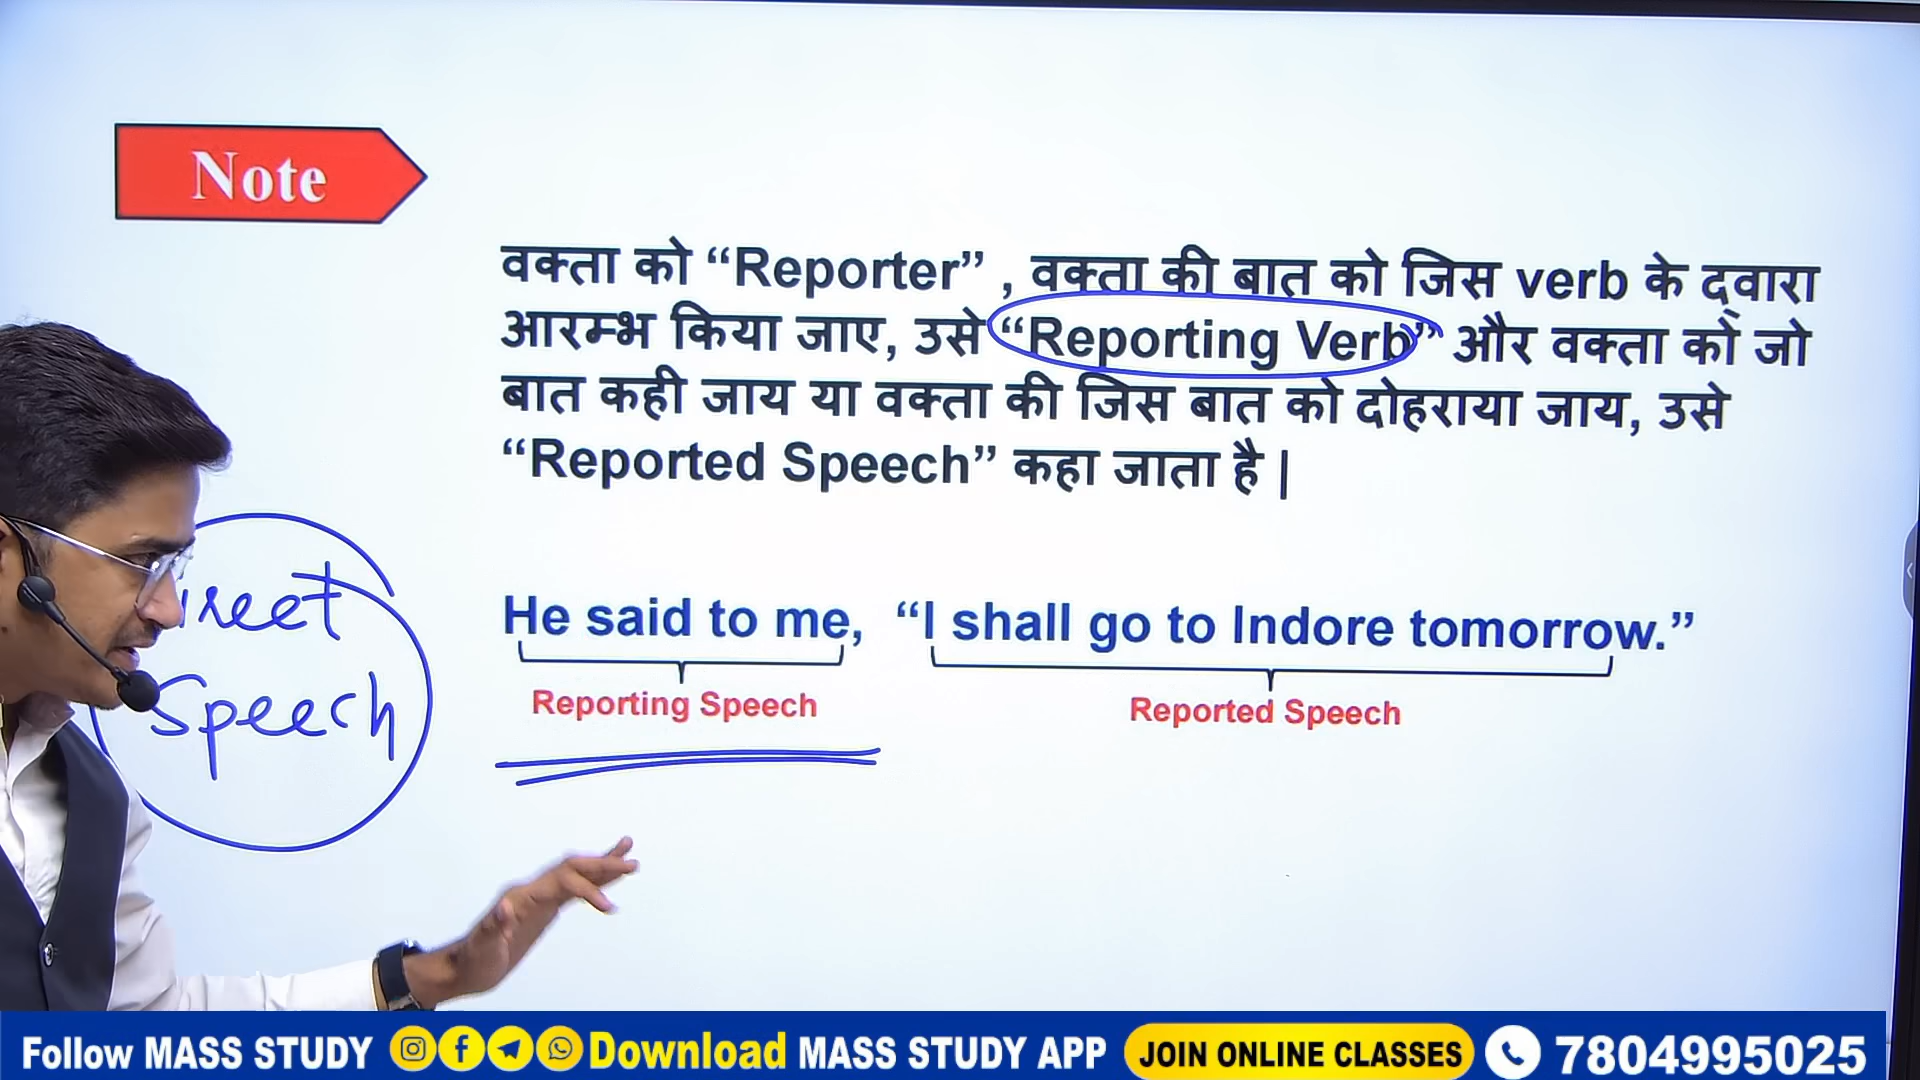 Note
वक्ता को “Reporter” , वक्ता की बात को जिस verb के द्वारा
आरम्भ किया जाए, उसे “Reporting Verb” और वक्ता को जो
बात कही जाय या वक्ता की जिस बात को दोहराया जाय, उसे
“Reported Speech” कहा जाता है |
He said to me, “I shall go to Indore tomorrow.”
Reporting Speech Reported Speech
Speech
Follow MASS STUDY Download MASS STUDY APP JOIN ONLINE CLASSES 7804995025